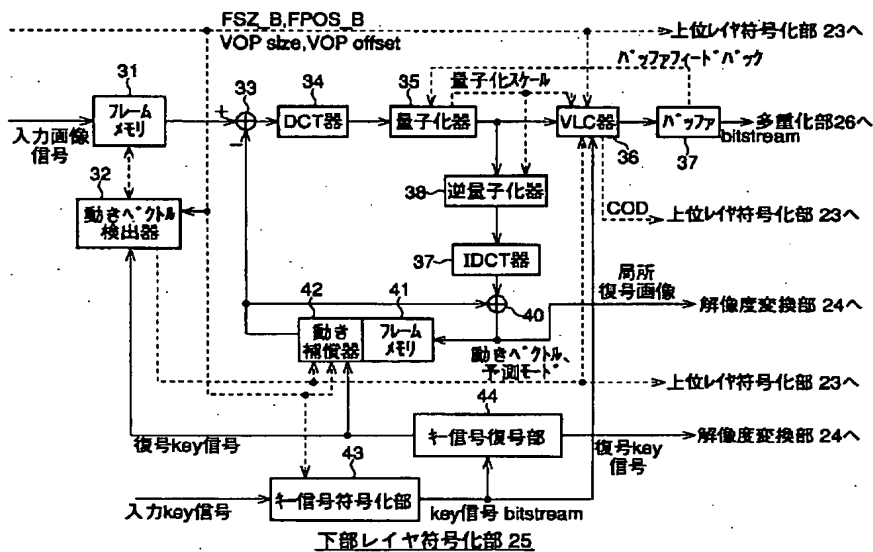 FSZ_B,FPOS_B
VOP size,VOP offset
上位レイヤ符号化部 23へ
バッファフィードバック
31
フレーム
メモリ
入力画像
信号
+
33
-
34
DCT器
35
量子化器
量子化スケール
VLC器
36
バッファ
37
多重化部26へ
bitstream
32
動きベクトル
検出器
38
逆量子化器
COD
上位レイヤ符号化部 23へ
37
IDCT器
局所
復号画像
解像度変換部 24へ
40
42
動き
補償器
41
フレーム
メモリ
動きベクトル、
予測モード
上位レイヤ符号化部 23へ
44
キー信号復号部
解像度変換部 24へ
復号key信号
復号key
信号
43
キー信号符号化部
入力key信号
key信号 bitstream
下部レイヤ符号化部 25